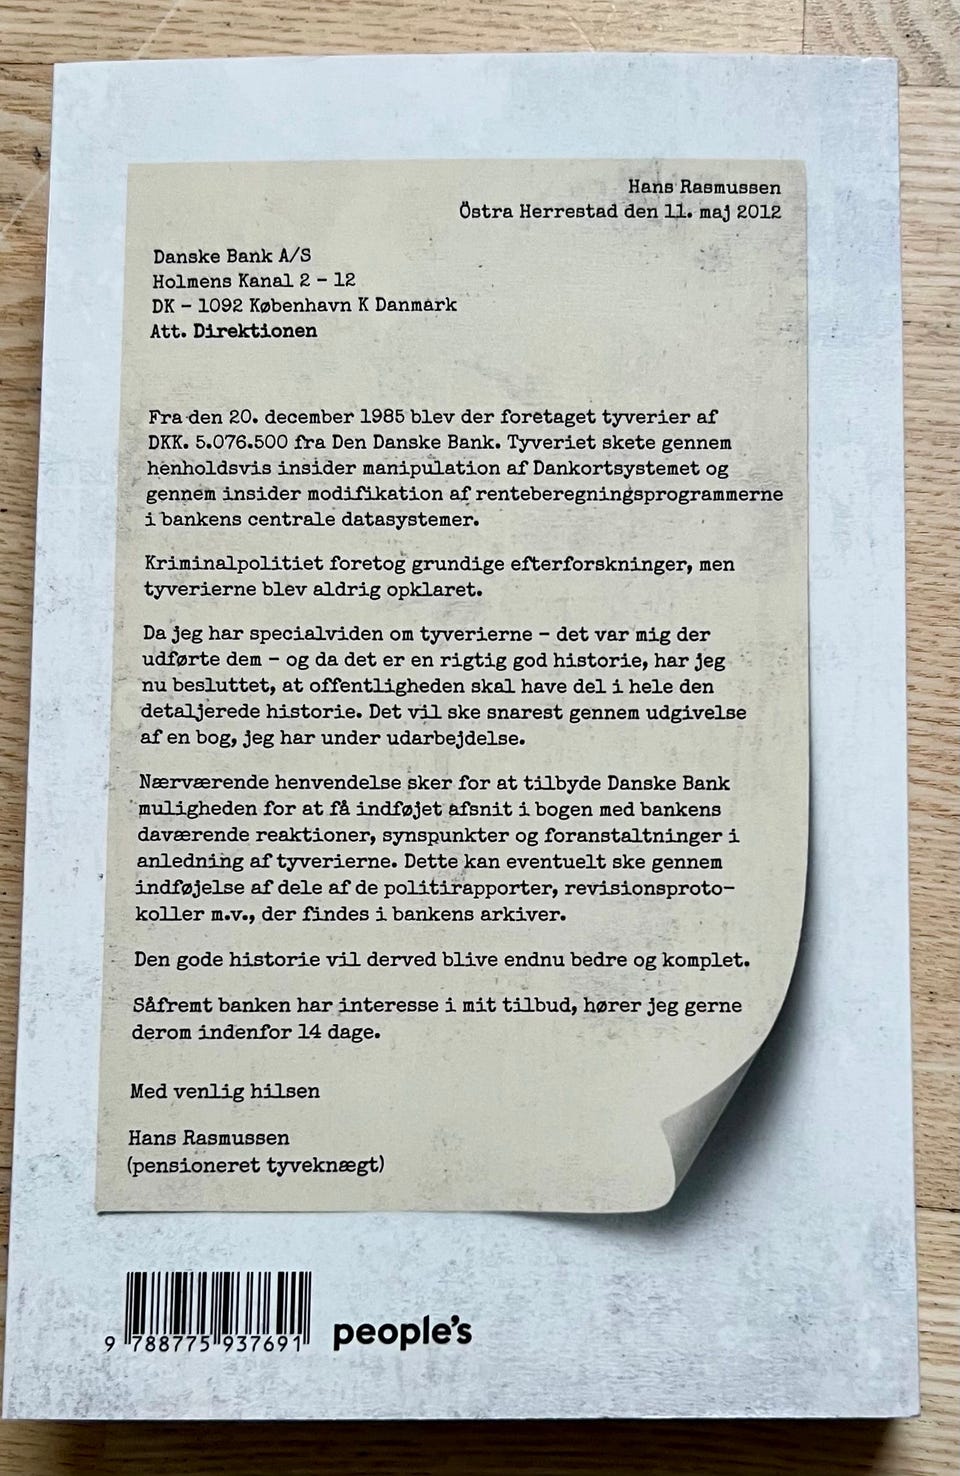 Hans Rasmussen
Östra Herrestad den 11. maj 2012
Danske Bank A/S
Holmens Kanal 2 - 12
DK - 1092 København K Danmark
Att. Direktionen
Fra den 20. december 1985 blev der foretaget tyverier af
DKK. 5.076.500 fra Den Danske Bank. Tyveriet skete gennem
henholdsvis insider manipulation af Dankortsystemet og
gennem insider modifikation af renteberegningsprogrammerne
i bankens centrale datasystemer.
Kriminalpolitiet foretog grundige efterforskninger, men
tyverierne blev aldrig opklaret.
Da jeg har specialviden om tyverierne - det var mig der
udførte dem - og da det er en rigtig god historie, har jeg
nu besluttet, at offentligheden skal have del i hele den
detaljerede historie. Det vil ske snarest gennem udgivelse
af en bog, jeg har under udarbejdelse.
Nærværende henvendelse sker for at tilbyde Danske Bank
muligheden for at få indføjet afsnit i bogen med bankens
daværende reaktioner, synspunkter og foranstaltninger i
anledning af tyverierne. Dette kan eventuelt ske gennem
indføjelse af dele af de politirapporter, revisionsproto-
koller m.v., der findes i bankens arkiver.
Den gode historie vil derved blive endnu bedre og komplet.
Såfremt banken har interesse i mit tilbud, hører jeg gerne
derom indenfor 14 dage.
Med venlig hilsen
Hans Rasmussen
(pensioneret tyveknægt)
9 788775 937691
people's